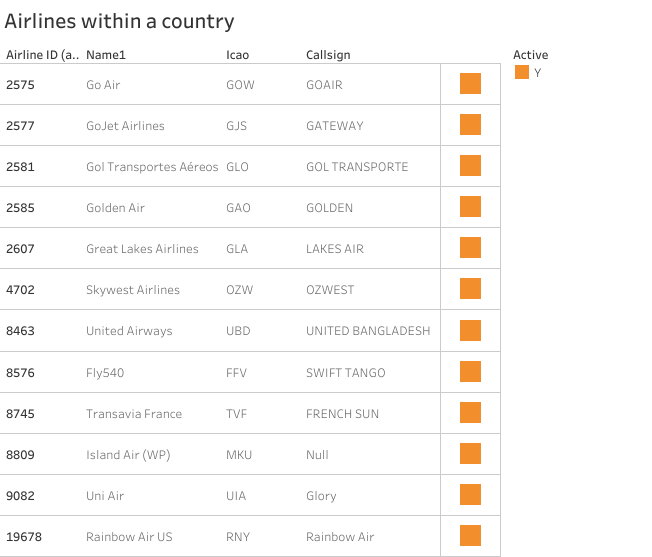 Airlines within a country
Airline ID (a.. Name1 Icao Callsign Active
Y
2575 Go Air GOW GOAIR
2577 GoJet Airlines GJS GATEWAY
2581 Gol Transportes Aéreos GLO GOL TRANSPORTE
2585 Golden Air GAO GOLDEN
2607 Great Lakes Airlines GLA LAKES AIR
4702 Skywest Airlines OZW OZWEST
8463 United Airways UBD UNITED BANGLADESH
8576 Fly540 FFV SWIFT TANGO
8745 Transavia France TVF FRENCH SUN
8809 Island Air (WP) MKU Null
9082 Uni Air UIA Glory
19678 Rainbow Air US RNY Rainbow Air